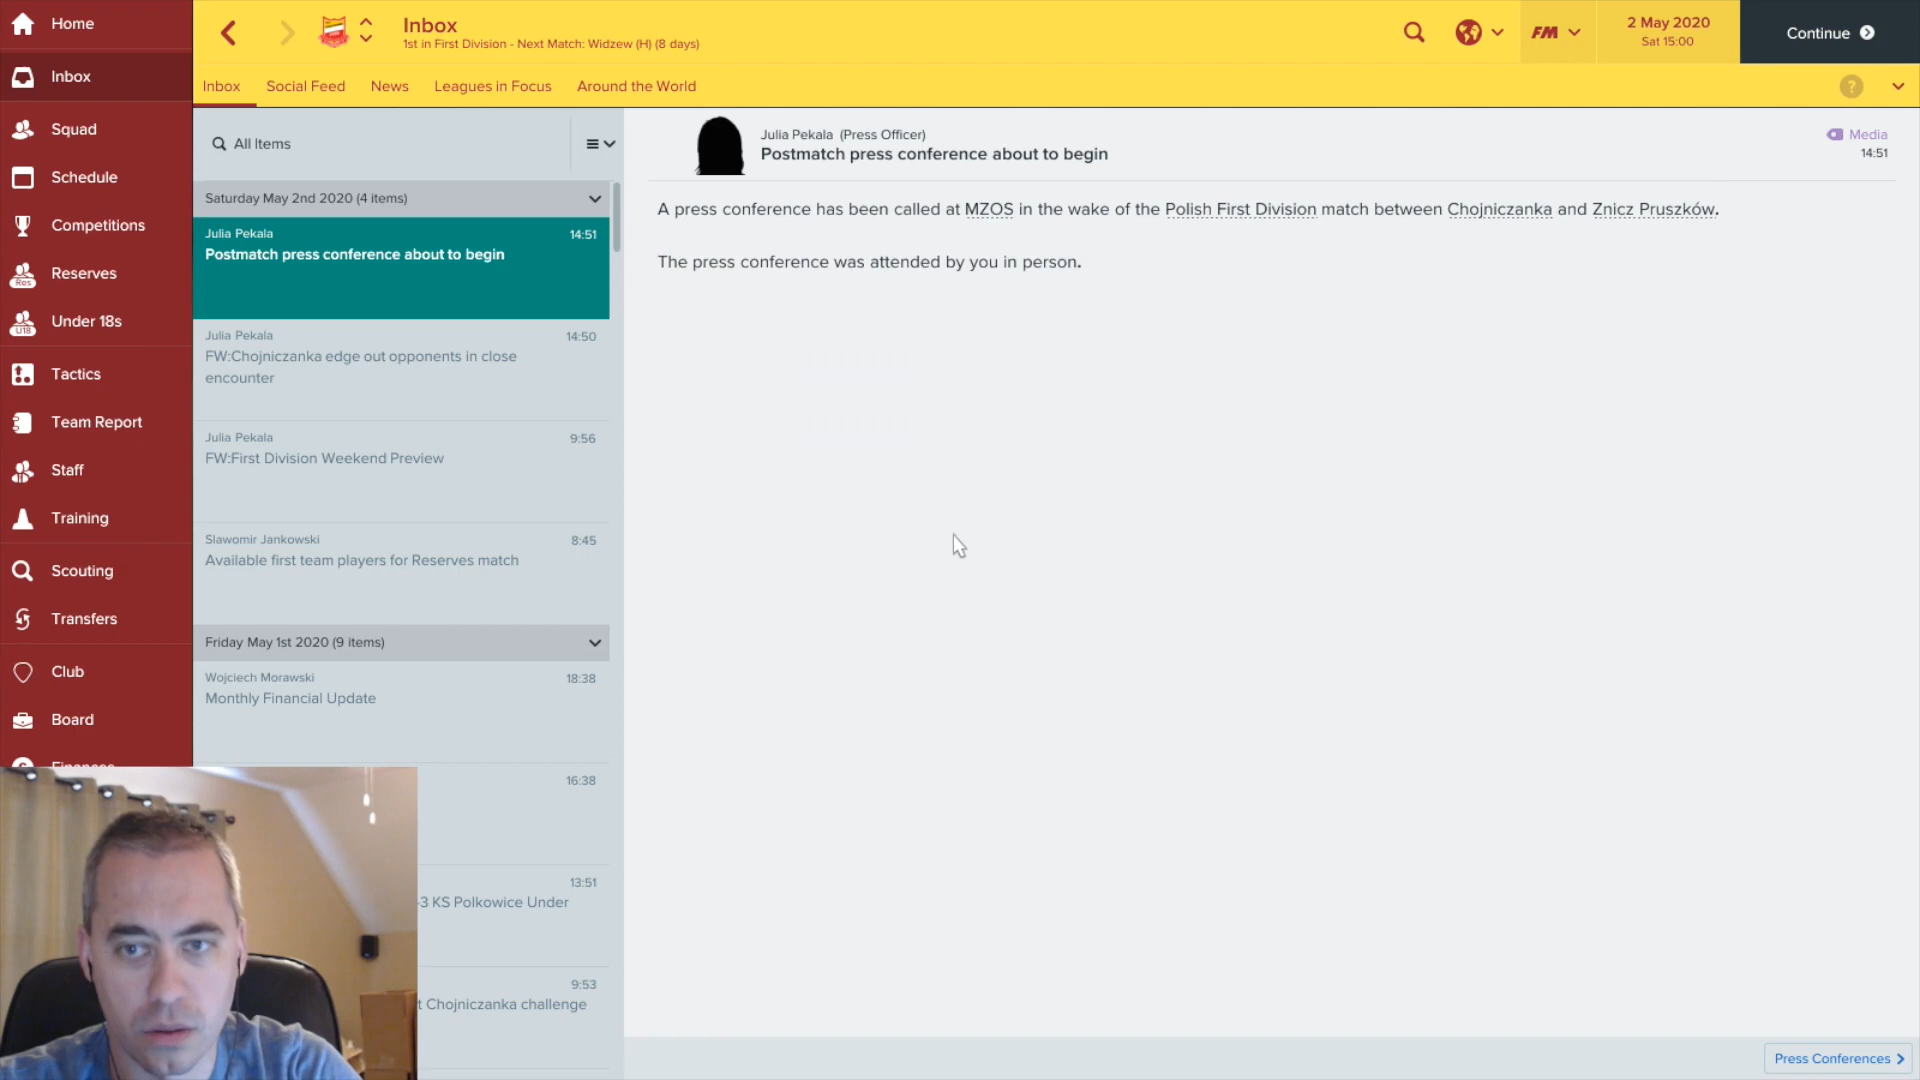 Home
Inbox
Squad
Schedule
Competitions
Reserves
Res
Under 18s
U18
Tactics
Team Report
Staff
Training
Scouting
Transfers
Club
Board
Inbox
1st in First Division - Next Match: Widzew (H) (8 days)
FM
2 May 2020
Sat 15:00
Continue
Inbox
Social Feed
News
Leagues in Focus
Around the World
?
All Items
Saturday May 2nd 2020 (4 items)
Julia Pekala 14:51
Postmatch press conference about to begin
Julia Pekala 14:50
FW:Chojniczanka edge out opponents in close
encounter
Julia Pekala 9:56
FW:First Division Weekend Preview
Slawomir Jankowski 8:45
Available first team players for Reserves match
Friday May 1st 2020 (9 items)
Wojciech Morawski 18:38
Monthly Financial Update
16:38
13:51
-3 KS Polkowice Under
9:53
t Chojniczanka challenge
Julia Pekala (Press Officer)
Postmatch press conference about to begin
Media
14:51
A press conference has been called at MZOS in the wake of the Polish First Division match between Chojniczanka and Znicz Pruszków.
The press conference was attended by you in person.
Press Conferences